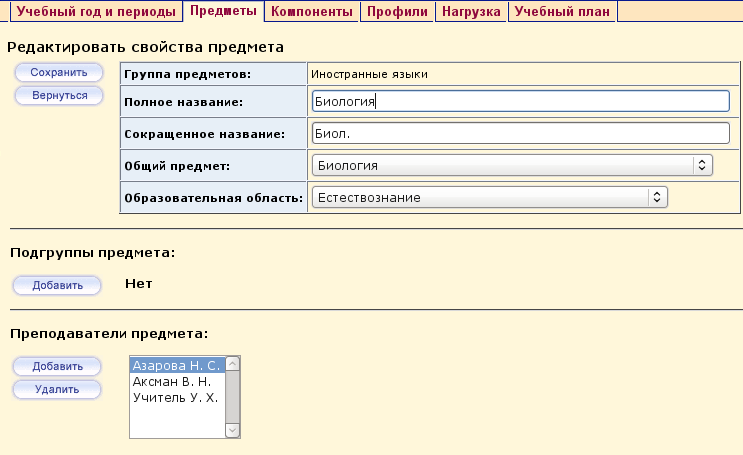 Учебный год и периоды Предметы Компоненты Профили Нагрузка Учебный план
Редактировать свойства предмета
Сохранить
Вернуться
Группа предметов: Иностранные языки
Полное название: Биология
Сокращенное название: Биол.
Общий предмет: Биология
Образовательная область: Естествознание
Подгруппы предмета:
Добавить Нет
Преподаватели предмета:
Добавить
Удалить
Азарова Н. С.
Аксман В. Н.
Учитель У. Х.